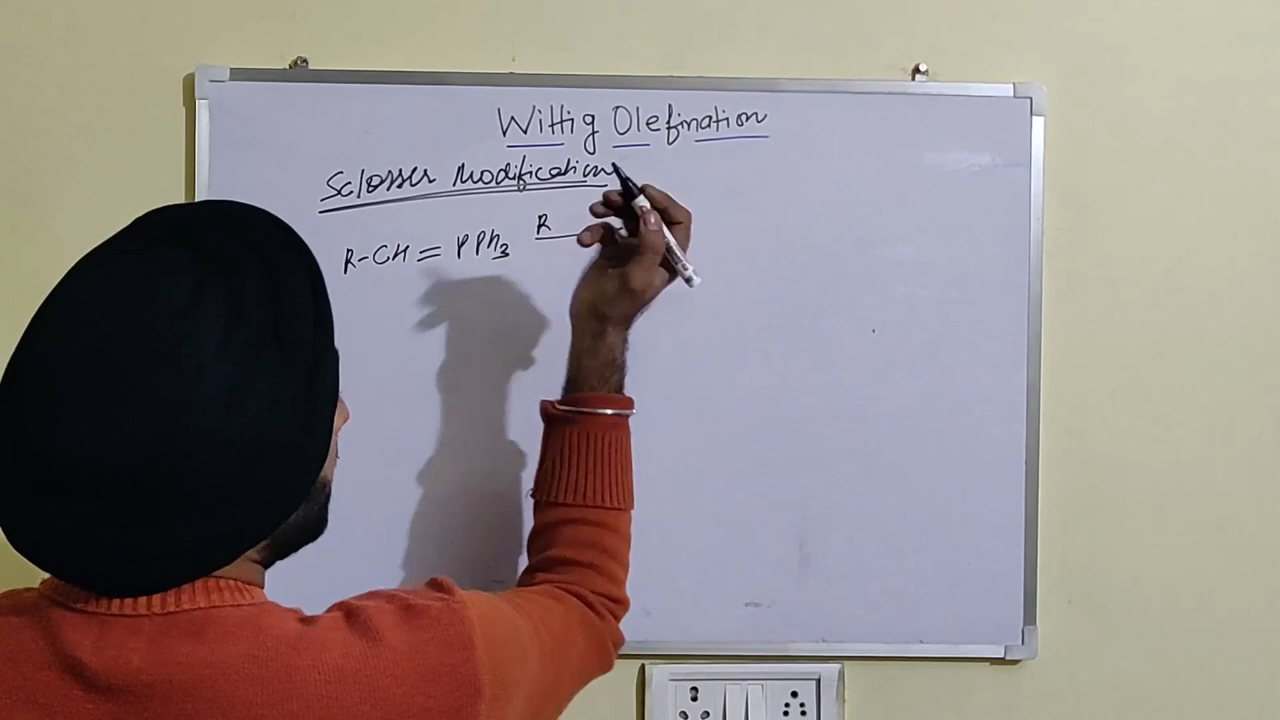 Wittig Olefination
Sclosser Modification
R-CH=PPh3 R